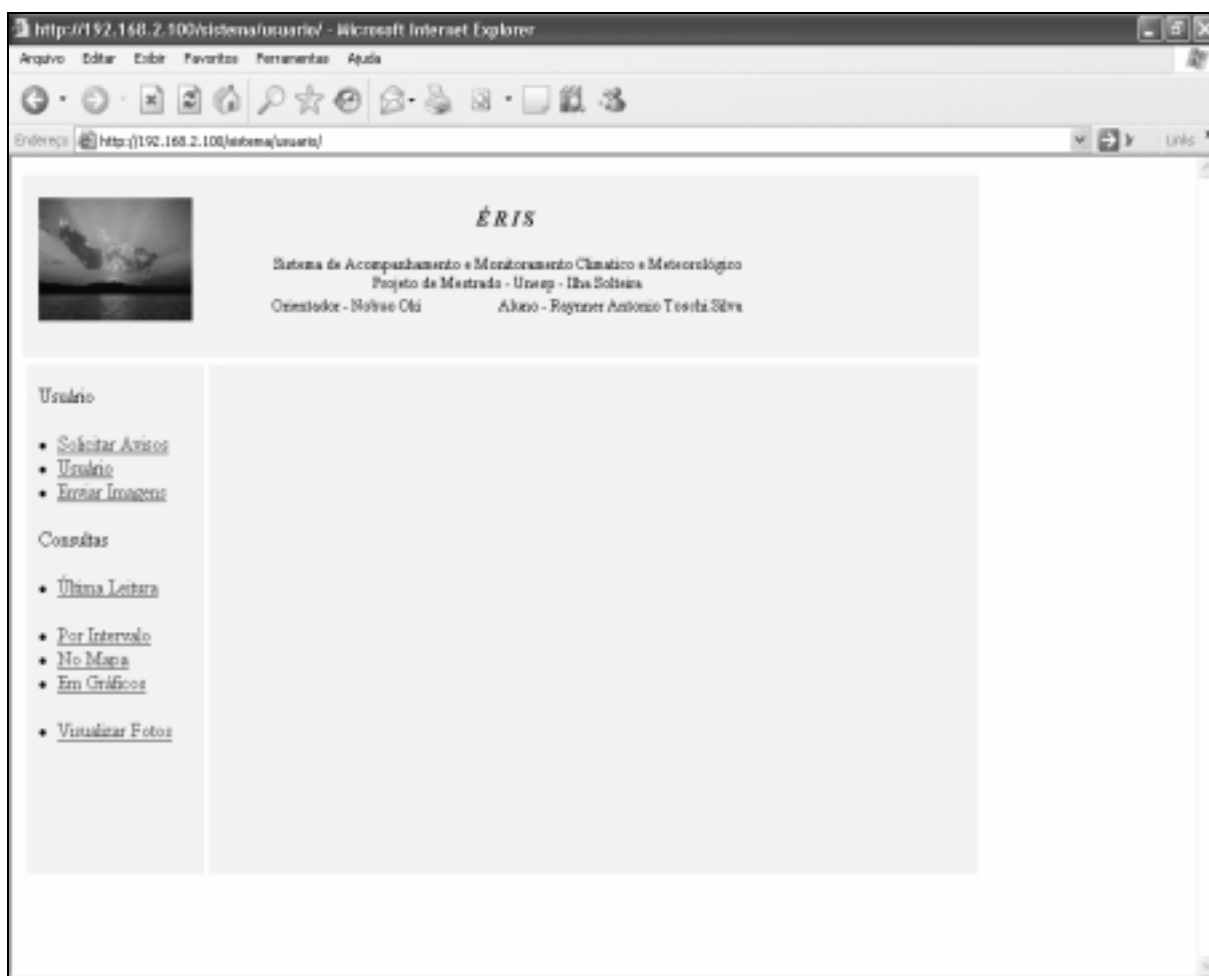 http://192.168.2.100/sistema/usuario/ - Microsoft Internet Explorer
Arquivo Editar Exibir Favoritos Ferramentas Ajuda
Endereço http://192.168.2.100/sistema/usuario/ Ir Links
ÉRIS
Sistema de Acompanhamento e Monitoramento Climatico e Meteorológico
Projeto de Mestrado - Unesp - Ilha Solteira
Orientador - Nobuo Oki Aluno - Reynner Antonio Toschi Silva
Usuário
Solicitar Avisos
Usuário
Enviar Imagens
Consultas
Última Leitura
Por Intervalo
No Mapa
Em Gráficos
Visualizar Fotos